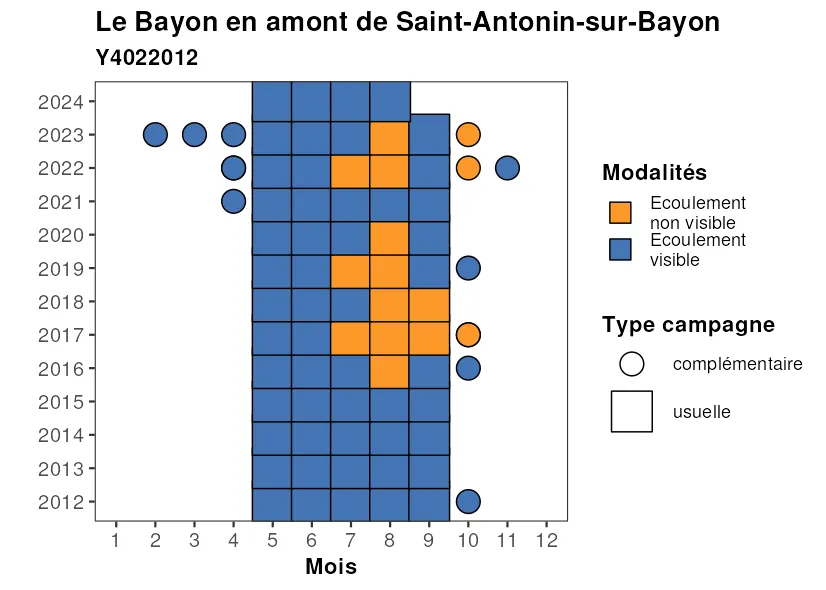 Le Bayon en amont de Saint-Antonin-sur-Bayon
Y4022012
2024
2023
2022
2021
2020
2019
2018
2017
2016
2015
2014
2013
2012
1 2 3 4 5 6 7 8 9 10 11 12
Mois
Modalités
Ecoulement
non visible
Ecoulement
visible
Type campagne
complémentaire
usuelle